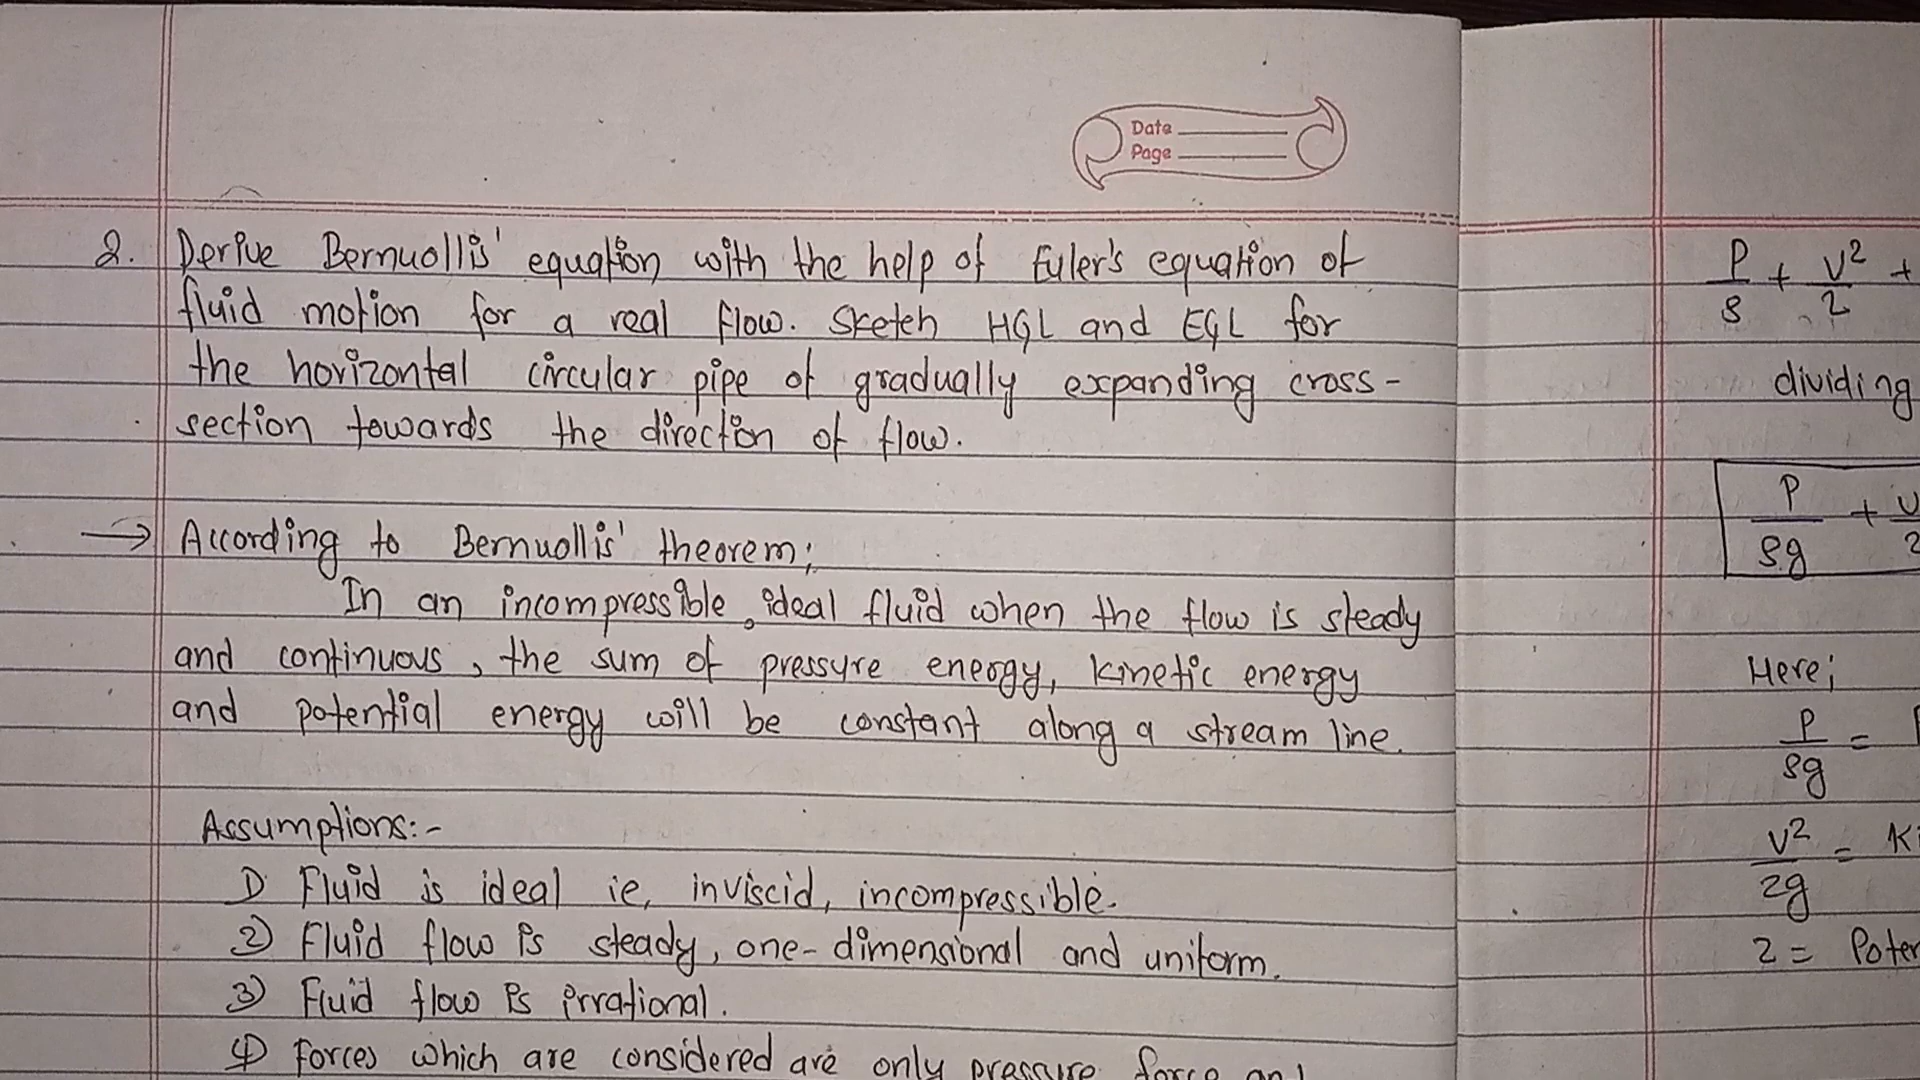 Date
Page
2. Derive Bernuollis' equation with the help of Euler's equation of
fluid motion for a real flow. Sketch HGL and EGL for
the horizontal circular pipe of gradually expanding cross-
section towards the direction of flow.
→ According to Bernuollis' theorem;
In an incompressible, ideal fluid when the flow is steady
and continuous, the sum of pressure energy, kinetic energy
and potential energy will be constant along a stream line.
Assumptions:-
1) Fluid is ideal ie, inviscid, incompressible.
2) Fluid flow is steady, one-dimensional and uniform.
3) Fluid flow is irrational.
4) Forces which are considered are only pressure force and
P/ρ + v²/2 +
dividing
P/ρg + v/2
Here;
P/ρg =
v²/2g = Ki
z = Poten